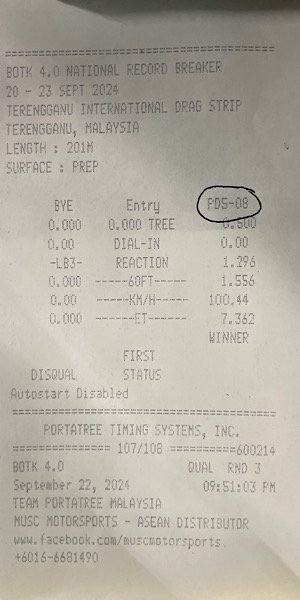 =============================================
BOTK 4.0 NATIONAL RECORD BREAKER
20 - 23 SEPT 2024
TERENGGANU INTERNATIONAL DRAG STRIP
TERENGGANU, MALAYSIA
LENGTH : 201M
SURFACE : PREP
BYE Entry PDS-08
0.000 0.000 TREE 0.500
0.00 DIAL-IN 0.00
-LB3- REACTION 1.296
0.000 -----60FT----- 1.556
0.00 -----KM/H----- 100.44
0.000 ------ET------ 7.362
WINNER
FIRST
DISQUAL STATUS
Autostart Disabled
=============================================
PORTATREE TIMING SYSTEMS, INC.
============== 107/108 ==========600214
BOTK 4.0 QUAL RND 3
September 22, 2024 09:51:03 PM
TEAM PORTATREE MALAYSIA
MUSC MOTORSPORTS - ASEAN DISTRIBUTOR
www.facebook.com/muscmotorsports
+6016-6681490